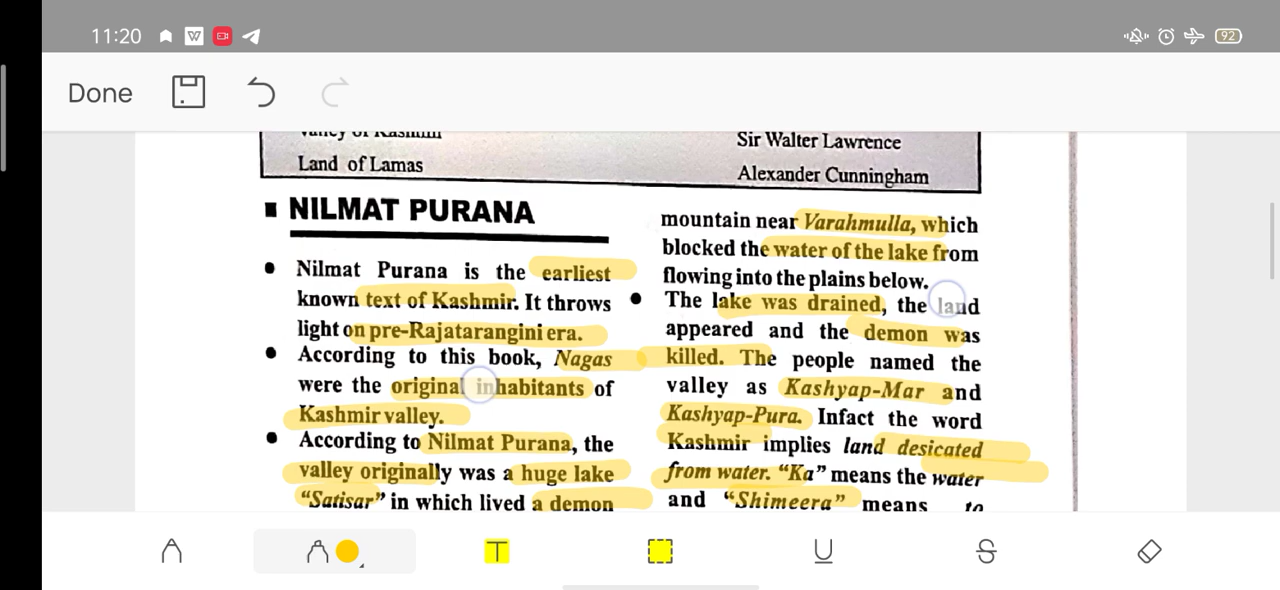 11:20
92
Done
Valley of Kashmir
Sir Walter Lawrence
Land of Lamas
Alexander Cunningham
NILMAT PURANA
• Nilmat Purana is the earliest
known text of Kashmir. It throws
light on pre-Rajatarangini era.
• According to this book, Nagas
were the original inhabitants of
Kashmir valley.
• According to Nilmat Purana, the
valley originally was a huge lake
“Satisar” in which lived a demon
mountain near Varahmulla, which
blocked the water of the lake from
flowing into the plains below.
• The lake was drained, the land
appeared and the demon was
killed. The people named the
valley as Kashyap-Mar and
Kashyap-Pura. Infact the word
Kashmir implies land desicated
from water. “Ka” means the water
and “Shimeera” means to
T
U
S